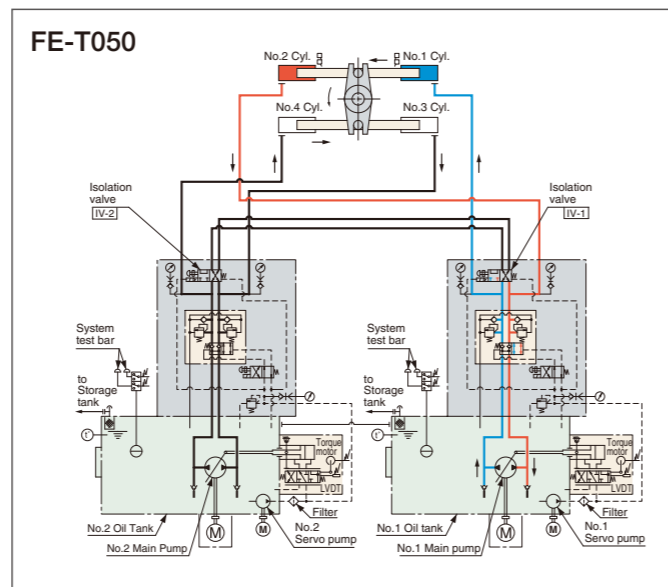 FE-T050
No.2 Cyl.
No.1 Cyl.
No.4 Cyl.
No.3 Cyl.
Isolation
valve
IV-2
Isolation
valve
IV-1
System
test bar
to
Storage
tank
t°
Torque
motor
LVDT
Filter
M
M
No.2 Oil Tank
No.2 Main Pump
No.2
Servo pump
System
test bar
to
Storage
tank
t°
Torque
motor
LVDT
Filter
M
M
No.1 Oil tank
No.1 Main pump
No.1
Servo pump